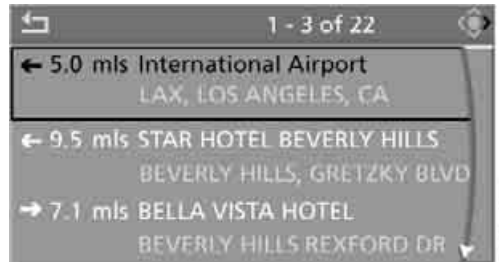 1 - 3 of 22
← 5.0 mls International Airport
LAX, LOS ANGELES, CA
← 9.5 mls STAR HOTEL BEVERLY HILLS
BEVERLY HILLS, GRETZKY BLVD
→ 7.1 mls BELLA VISTA HOTEL
BEVERLY HILLS REXFORD DR